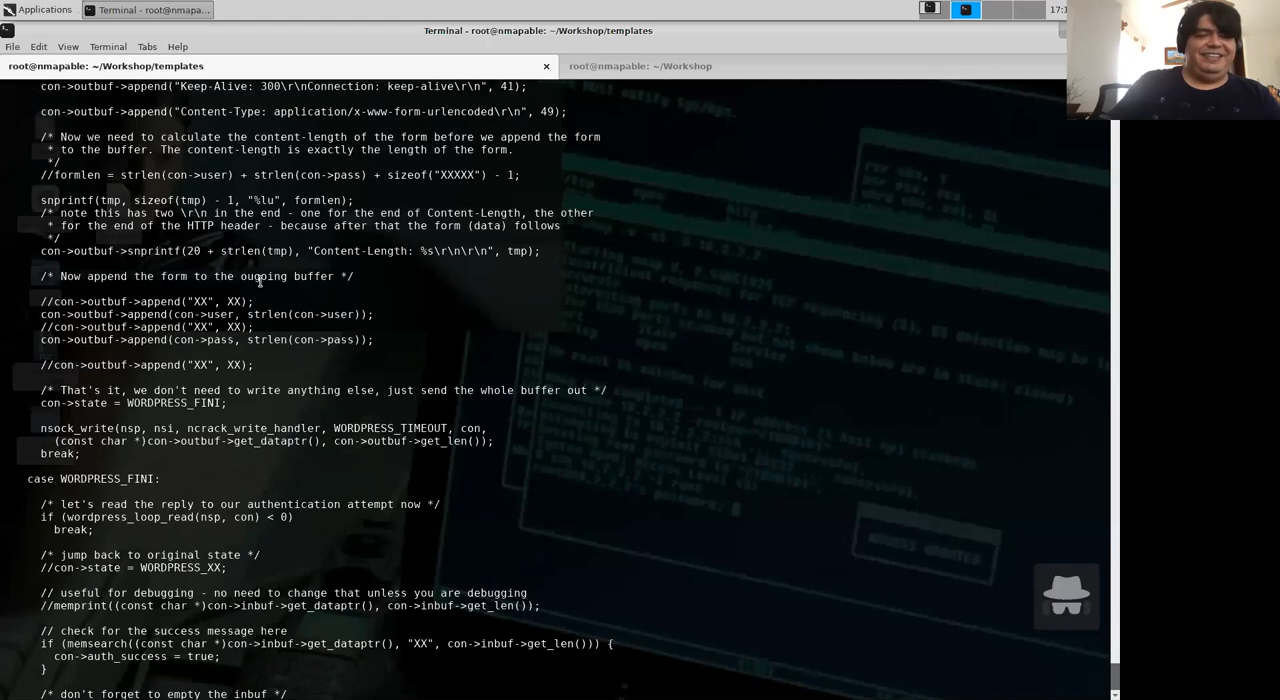 Applications
Terminal - root@nmapa...
Terminal - root@nmapable: ~/Workshop/templates
File Edit View Terminal Tabs Help
root@nmapable: ~/Workshop/templates
root@nmapable: ~/Workshop
con->outbuf->append("Keep-Alive: 300\r\nConnection: keep-alive\r\n", 41);
con->outbuf->append("Content-Type: application/x-www-form-urlencoded\r\n", 49);
/* Now we need to calculate the content-length of the form before we append the form
* to the buffer. The content-length is exactly the length of the form.
*/
//formlen = strlen(con->user) + strlen(con->pass) + sizeof("XXXXX") - 1;
snprintf(tmp, sizeof(tmp) - 1, "%lu", formlen);
/* note this has two \r\n in the end - one for the end of Content-Length, the other
* for the end of the HTTP header - because after that the form (data) follows
*/
con->outbuf->snprintf(20 + strlen(tmp), "Content-Length: %s\r\n\r\n", tmp);
/* Now append the form to the ougoing buffer */
//con->outbuf->append("XX", XX);
con->outbuf->append(con->user, strlen(con->user));
//con->outbuf->append("XX", XX);
con->outbuf->append(con->pass, strlen(con->pass));
//con->outbuf->append("XX", XX);
/* That's it, we don't need to write anything else, just send the whole buffer out */
con->state = WORDPRESS_FINI;
nsock_write(nsp, nsi, ncrack_write_handler, WORDPRESS_TIMEOUT, con,
(const char *)con->outbuf->get_dataptr(), con->outbuf->get_len());
break;
case WORDPRESS_FINI:
/* let's read the reply to our authentication attempt now */
if (wordpress_loop_read(nsp, con) < 0)
break;
/* jump back to original state */
//con->state = WORDPRESS_XX;
// useful for debugging - no need to change that unless you are debugging
//memprint((const char *)con->inbuf->get_dataptr(), con->inbuf->get_len());
// check for the success message here
if (memsearch((const char *)con->inbuf->get_dataptr(), "XX", con->inbuf->get_len())) {
con->auth_success = true;
}
/* don't forget to empty the inbuf */